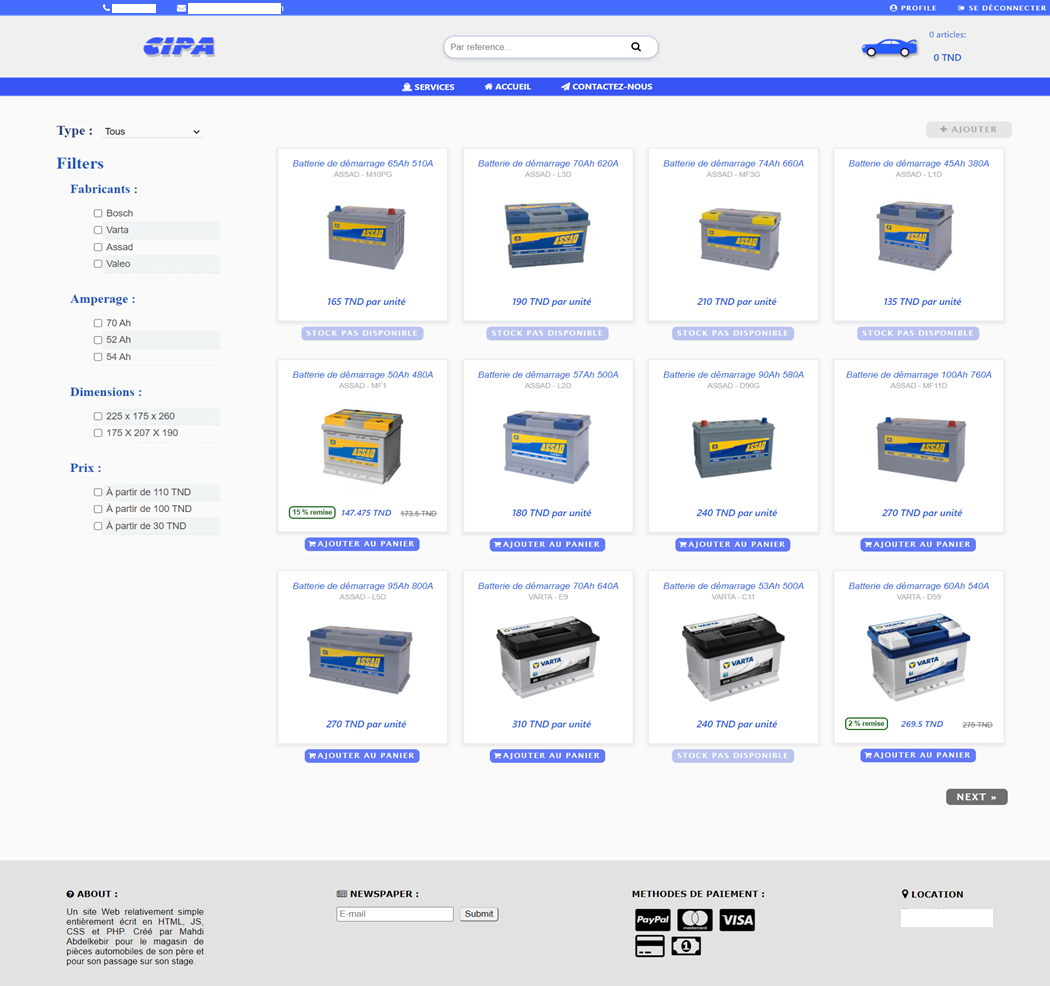 PROFILE SE DÉCONNECTER
CIPA
Par reference...
0 articles:
0 TND
SERVICES ACCUEIL CONTACTEZ-NOUS
Type : Tous
+ AJOUTER
Filters
Fabricants :
Bosch
Varta
Assad
Valeo
Amperage :
70 Ah
52 Ah
54 Ah
Dimensions :
225 x 175 x 260
175 X 207 X 190
Prix :
À partir de 110 TND
À partir de 100 TND
À partir de 30 TND
Batterie de démarrage 65Ah 510A
ASSAD - M10PG
ASSAD
165 TND par unité
STOCK PAS DISPONIBLE
Batterie de démarrage 70Ah 620A
ASSAD - L3D
ASSAD
190 TND par unité
STOCK PAS DISPONIBLE
Batterie de démarrage 74Ah 660A
ASSAD - MF3G
ASSAD
210 TND par unité
STOCK PAS DISPONIBLE
Batterie de démarrage 45Ah 380A
ASSAD - L1D
ASSAD
135 TND par unité
STOCK PAS DISPONIBLE
Batterie de démarrage 50Ah 480A
ASSAD - MF1
ASSAD
15 % remise 147.475 TND 173.5 TND
AJOUTER AU PANIER
Batterie de démarrage 57Ah 500A
ASSAD - L2D
ASSAD
180 TND par unité
AJOUTER AU PANIER
Batterie de démarrage 90Ah 580A
ASSAD - D90G
ASSAD
240 TND par unité
AJOUTER AU PANIER
Batterie de démarrage 100Ah 760A
ASSAD - MF11D
ASSAD
270 TND par unité
AJOUTER AU PANIER
Batterie de démarrage 95Ah 800A
ASSAD - L5D
ASSAD
270 TND par unité
AJOUTER AU PANIER
Batterie de démarrage 70Ah 640A
VARTA - E9
VARTA
VARTA
310 TND par unité
AJOUTER AU PANIER
Batterie de démarrage 53Ah 500A
VARTA - C11
VARTA
VARTA
240 TND par unité
STOCK PAS DISPONIBLE
Batterie de démarrage 60Ah 540A
VARTA - D59
VARTA
VARTA
2 % remise 269.5 TND 275 TND
AJOUTER AU PANIER
NEXT »
ABOUT :
Un site Web relativement simple
entièrement écrit en HTML, JS,
CSS et PHP. Créé par Mahdi
Abdelkebir pour le magasin de
pièces automobiles de son père et
pour son passage sur son stage.
NEWSPAPER :
E-mail Submit
METHODES DE PAIEMENT :
PayPal mastercard VISA
1
LOCATION